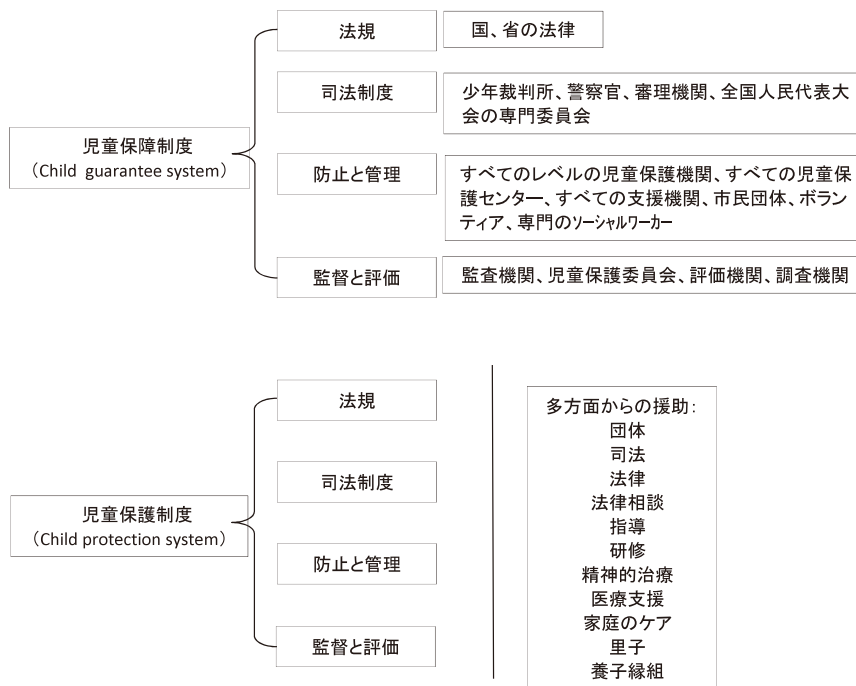 法規
国、省の法律
司法制度
少年裁判所、警察官、審理機関、全国人民代表大
会の専門委員会
児童保障制度
（Child guarantee system）
防止と管理
すべてのレベルの児童保護機関、すべての児童保
護センター、すべての支援機関、市民団体、ボラン
ティア、専門のソーシャルワーカー
監督と評価
監査機関、児童保護委員会、評価機関、調査機関
法規
司法制度
児童保護制度
（Child protection system）
防止と管理
監督と評価
多方面からの援助：
団体
司法
法律
法律相談
指導
研修
精神的治療
医療支援
家庭のケア
里子
養子縁組